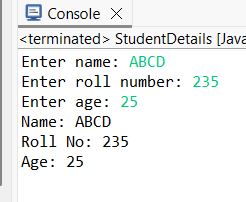 Console ×
<terminated> StudentDetails [Java
Enter name: ABCD
Enter roll number: 235
Enter age: 25
Name: ABCD
Roll No: 235
Age: 25